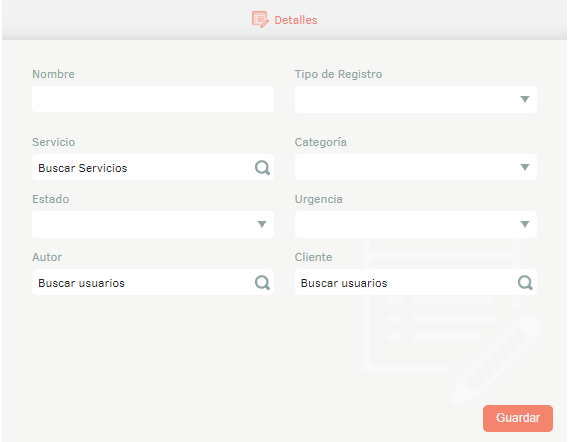 Detalles
Nombre
Tipo de Registro
Servicio
Categoría
Buscar Servicios
Estado
Urgencia
Autor
Cliente
Buscar usuarios
Buscar usuarios
Guardar